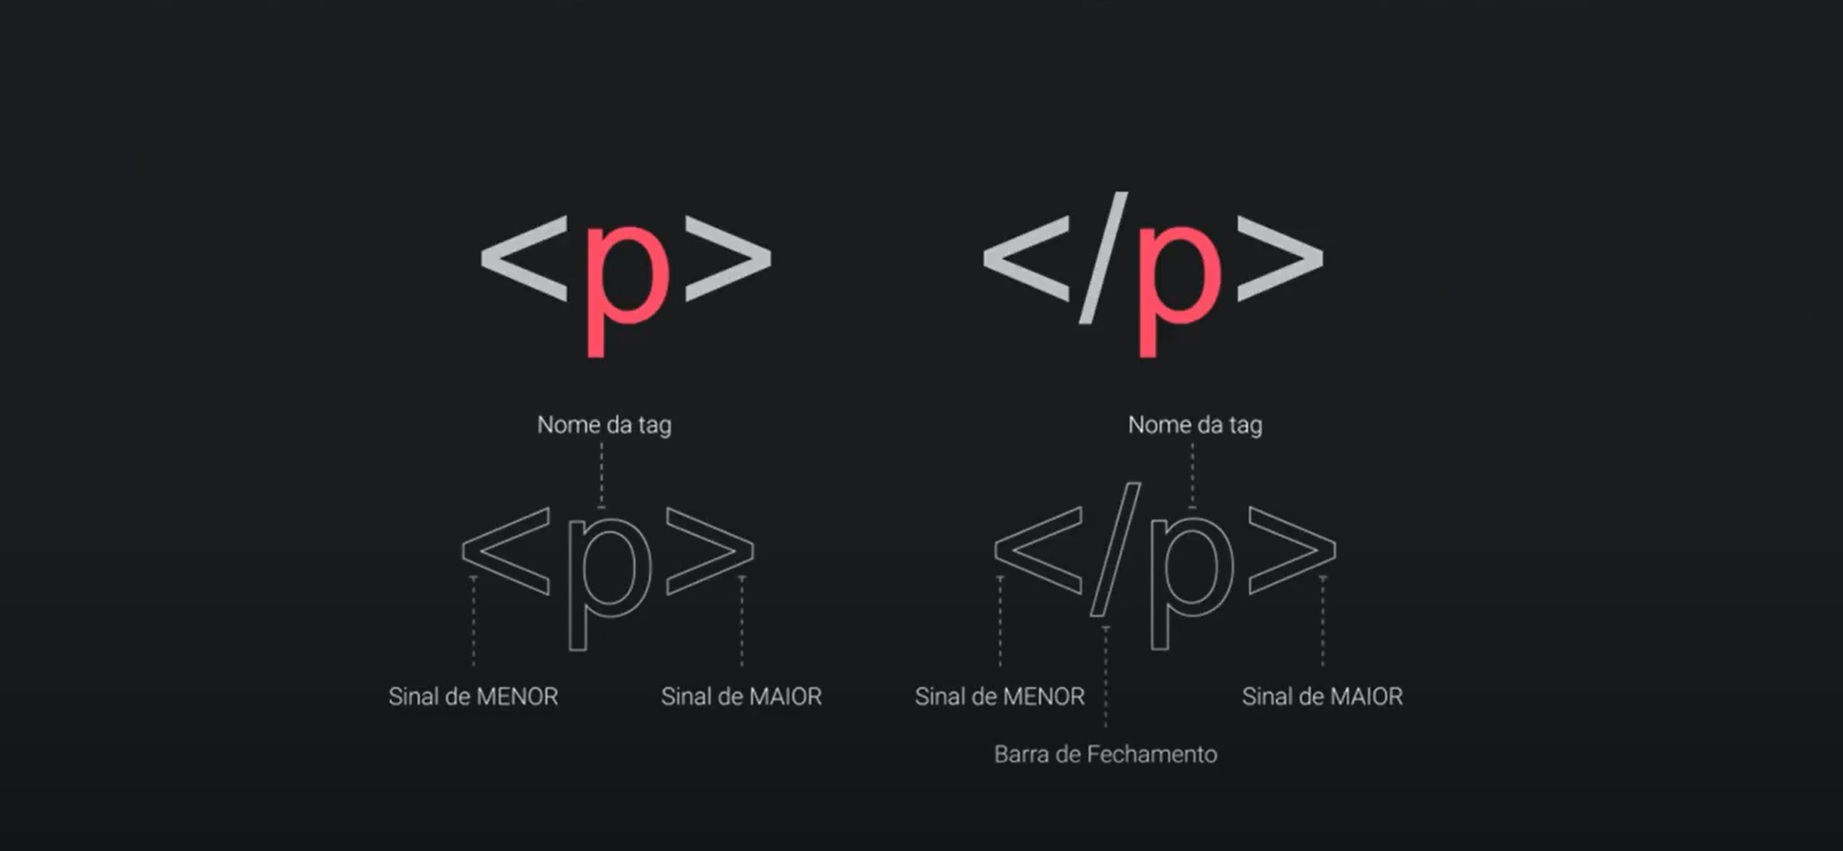 <p> </p>
Nome da tag Nome da tag
<p> </p>
Sinal de MENOR Sinal de MAIOR Sinal de MENOR Sinal de MAIOR
Barra de Fechamento